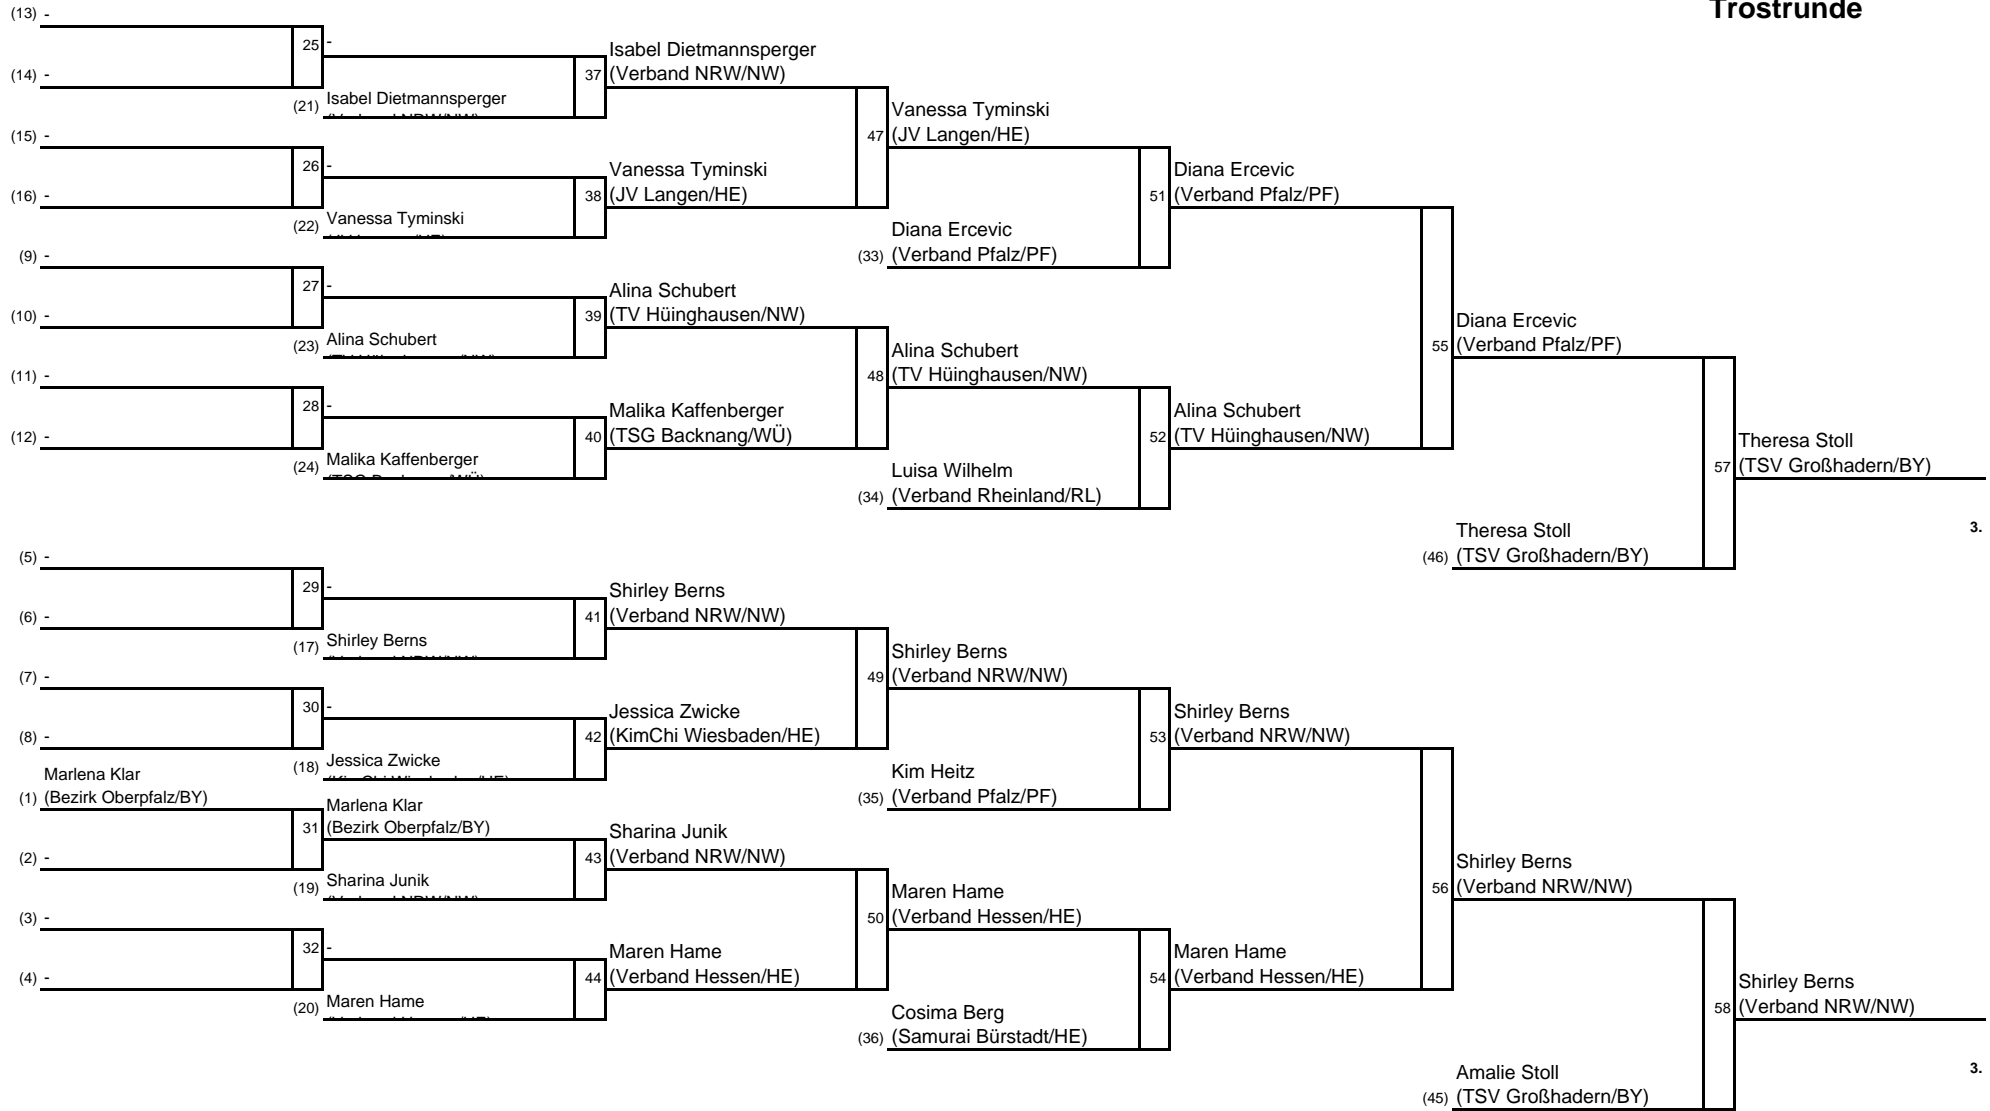 Trostrunde
(13) -
25 -
Isabel Dietmannsperger
(14) -
37 (Verband NRW/NW)
(21) Isabel Dietmannsperger
Vanessa Tyminski
(15) -
47 (JV Langen/HE)
26 -
Vanessa Tyminski
Diana Ercevic
(16) -
38 (JV Langen/HE)
51 (Verband Pfalz/PF)
(22) Vanessa Tyminski
Diana Ercevic
(9) -
(33) (Verband Pfalz/PF)
27 -
Alina Schubert
(10) -
39 (TV Hüinghausen/NW)
Diana Ercevic
(23) Alina Schubert
55 (Verband Pfalz/PF)
Alina Schubert
(11) -
48 (TV Hüinghausen/NW)
28 -
Malika Kaffenberger
Alina Schubert
(12) -
40 (TSG Backnang/WÜ)
52 (TV Hüinghausen/NW)
Theresa Stoll
(24) Malika Kaffenberger
57 (TSV Großhadern/BY)
Luisa Wilhelm
(34) (Verband Rheinland/RL)
3.
Theresa Stoll
(46) (TSV Großhadern/BY)
(5) -
29 -
Shirley Berns
(6) -
41 (Verband NRW/NW)
(17) Shirley Berns
Shirley Berns
(7) -
49 (Verband NRW/NW)
30 -
Jessica Zwicke
Shirley Berns
(8) -
42 (KimChi Wiesbaden/HE)
53 (Verband NRW/NW)
(18) Jessica Zwicke
Kim Heitz
(35) (Verband Pfalz/PF)
Marlena Klar
(1) (Bezirk Oberpfalz/BY)
Marlena Klar
31 (Bezirk Oberpfalz/BY)
Sharina Junik
(2) -
43 (Verband NRW/NW)
Shirley Berns
(19) Sharina Junik
56 (Verband NRW/NW)
Maren Hame
(3) -
50 (Verband Hessen/HE)
32 -
Maren Hame
Maren Hame
(4) -
44 (Verband Hessen/HE)
54 (Verband Hessen/HE)
Shirley Berns
(20) Maren Hame
58 (Verband NRW/NW)
Cosima Berg
(36) (Samurai Bürstadt/HE)
3.
Amalie Stoll
(45) (TSV Großhadern/BY)